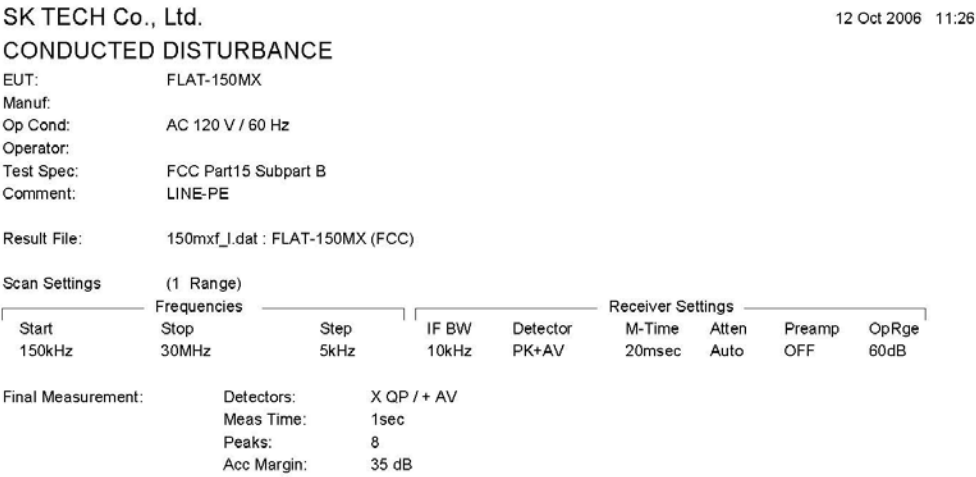 SK TECH Co., Ltd. 12 Oct 2006 11:26
CONDUCTED DISTURBANCE
EUT: FLAT-150MX
Manuf:
Op Cond: AC 120 V / 60 Hz
Operator:
Test Spec: FCC Part15 Subpart B
Comment: LINE-PE
Result File: 150mxf_l.dat : FLAT-150MX (FCC)
Scan Settings (1 Range)
Frequencies Receiver Settings
Start Stop Step IF BW Detector M-Time Atten Preamp OpRge
150kHz 30MHz 5kHz 10kHz PK+AV 20msec Auto OFF 60dB
Final Measurement: Detectors: X QP / + AV
Meas Time: 1sec
Peaks: 8
Acc Margin: 35 dB